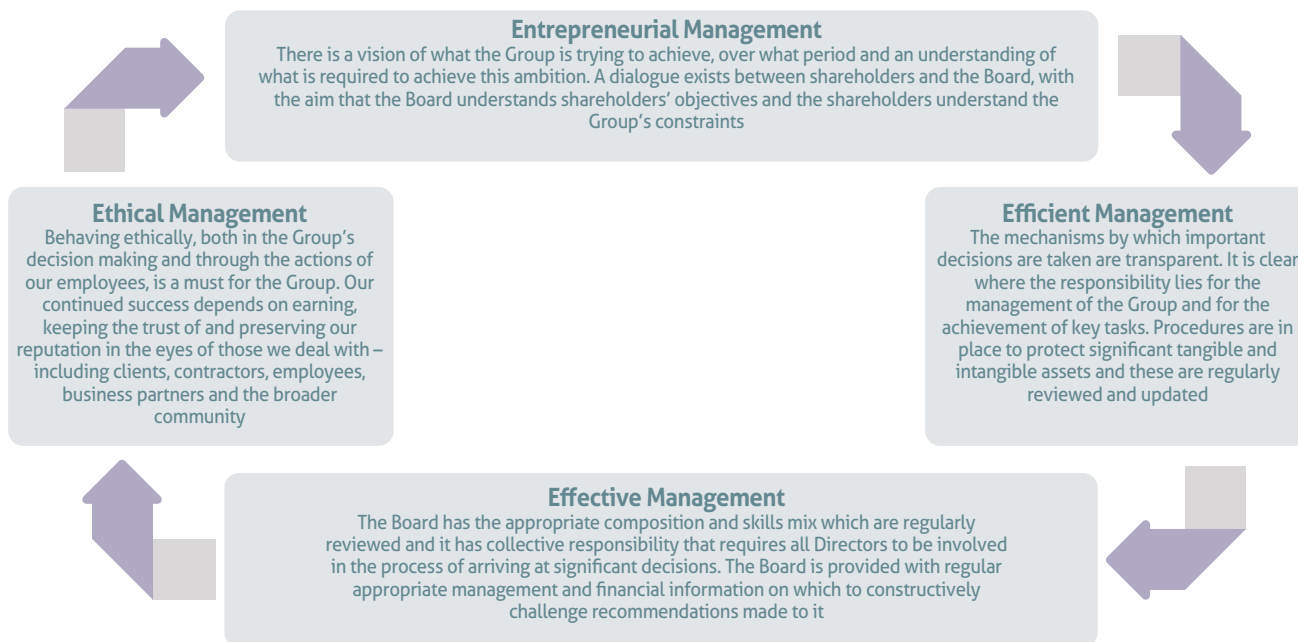 Entrepreneurial Management
There is a vision of what the Group is trying to achieve, over what period and an understanding of
what is required to achieve this ambition. A dialogue exists between shareholders and the Board, with
the aim that the Board understands shareholders' objectives and the shareholders understand the
Group's constraints
Ethical Management
Behaving ethically, both in the Group's
decision making and through the actions of
our employees, is a must for the Group. Our
continued success depends on earning,
keeping the trust of and preserving our
reputation in the eyes of those we deal with –
including clients, contractors, employees,
business partners and the broader
community
Efficient Management
The mechanisms by which important
decisions are taken are transparent. It is clear
where the responsibility lies for the
management of the Group and for the
achievement of key tasks. Procedures are in
place to protect significant tangible and
intangible assets and these are regularly
reviewed and updated
Effective Management
The Board has the appropriate composition and skills mix which are regularly
reviewed and it has collective responsibility that requires all Directors to be involved
in the process of arriving at significant decisions. The Board is provided with regular
appropriate management and financial information on which to constructively
challenge recommendations made to it